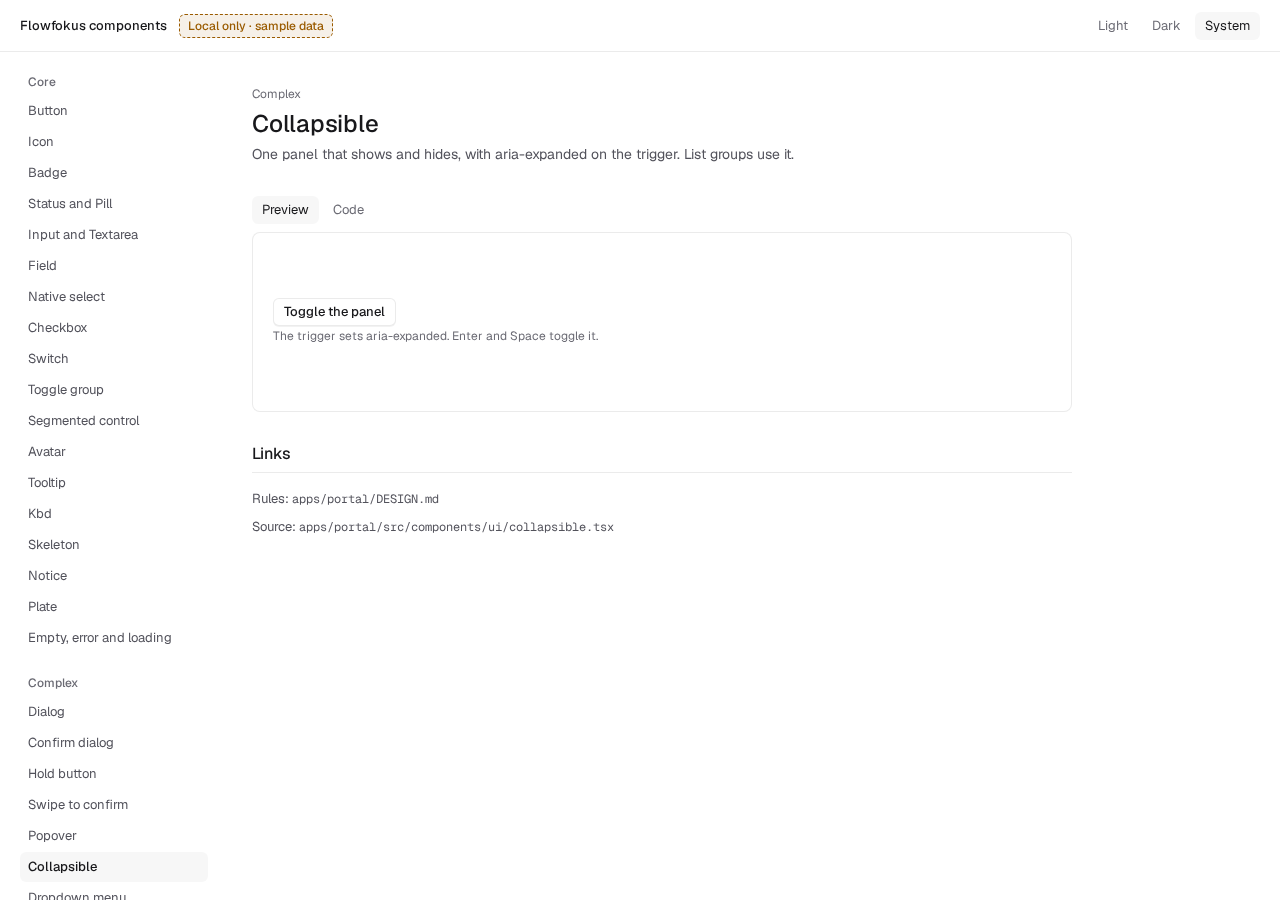 Flowfokus components
Local only · sample data
Light
Dark
System
Core
Button
Icon
Badge
Status and Pill
Input and Textarea
Field
Native select
Checkbox
Switch
Toggle group
Segmented control
Avatar
Tooltip
Kbd
Skeleton
Notice
Plate
Empty, error and loading
Complex
Dialog
Confirm dialog
Hold button
Swipe to confirm
Popover
Collapsible
Dropdown menu
Complex
Collapsible
One panel that shows and hides, with aria-expanded on the trigger. List groups use it.
Preview
Code
Toggle the panel
The trigger sets aria-expanded. Enter and Space toggle it.
Links
Rules: apps/portal/DESIGN.md
Source: apps/portal/src/components/ui/collapsible.tsx